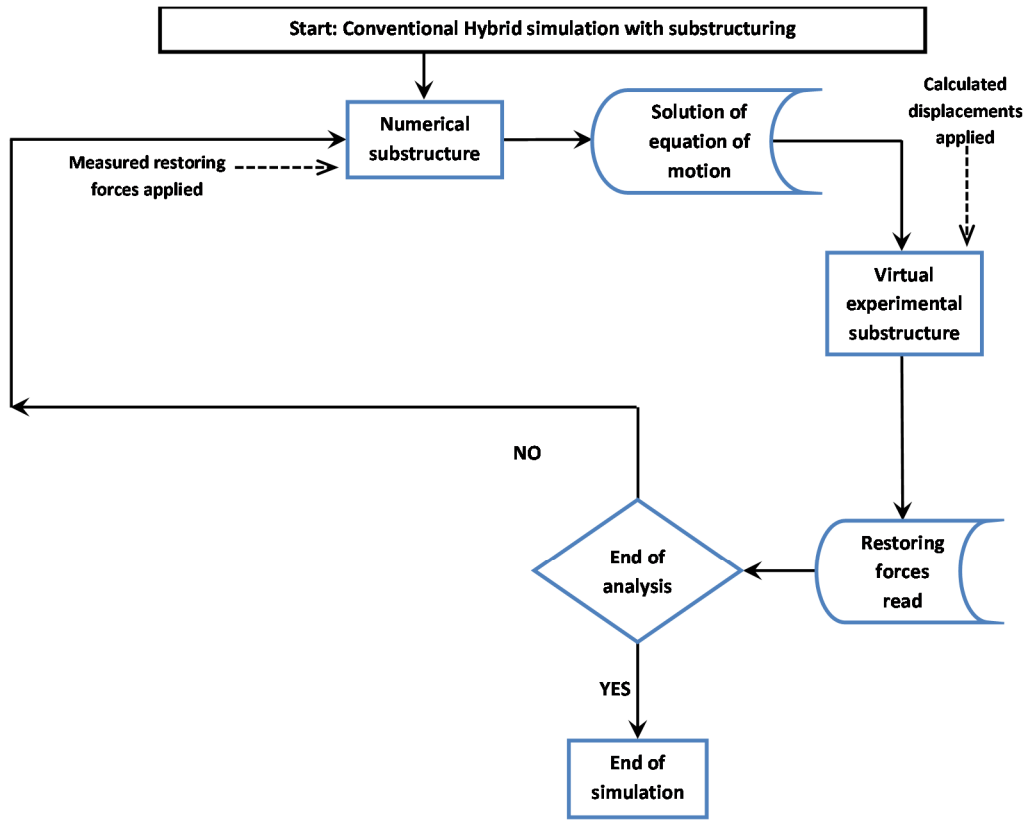 Start: Conventional Hybrid simulation with substructuring
Numerical
substructure
Solution of
equation of
motion
Calculated
displacements
applied
Measured restoring
forces applied
Virtual
experimental
substructure
NO
End of
analysis
Restoring
forces
read
YES
End of
simulation